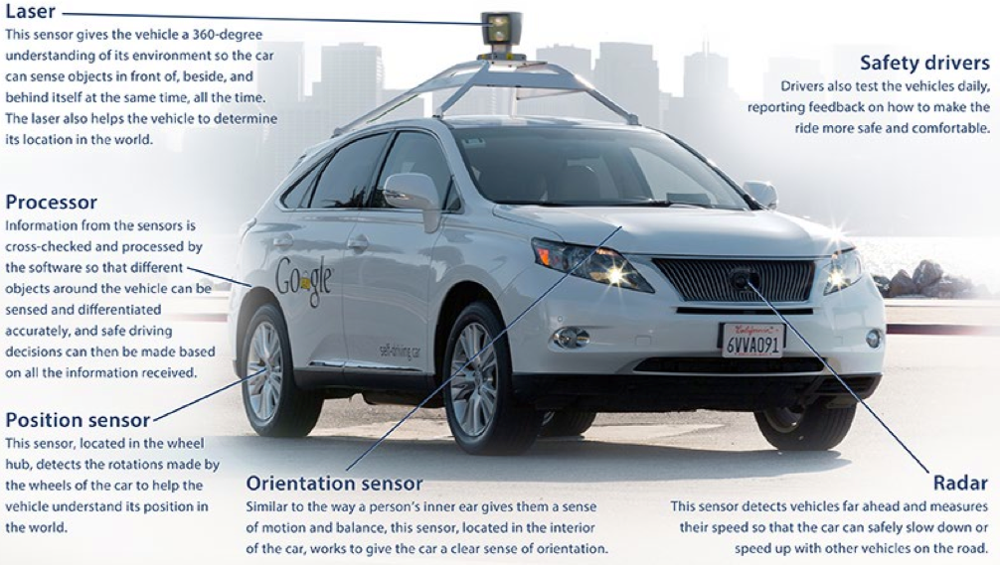 Laser
This sensor gives the vehicle a 360-degree
understanding of its environment so the car
can sense objects in front of, beside, and
behind itself at the same time, all the time.
The laser also helps the vehicle to determine
its location in the world.
Safety drivers
Drivers also test the vehicles daily,
reporting feedback on how to make the
ride more safe and comfortable.
Processor
Information from the sensors is
cross-checked and processed by
the software so that different
objects around the vehicle can be
sensed and differentiated
accurately, and safe driving
decisions can then be made based
on all the information received.
Google
self-driving car
California
6VVA091
Position sensor
This sensor, located in the wheel
hub, detects the rotations made by
the wheels of the car to help the
vehicle understand its position in
the world.
Orientation sensor
Similar to the way a person's inner ear gives them a sense
of motion and balance, this sensor, located in the interior
of the car, works to give the car a clear sense of orientation.
Radar
This sensor detects vehicles far ahead and measures
their speed so that the car can safely slow down or
speed up with other vehicles on the road.